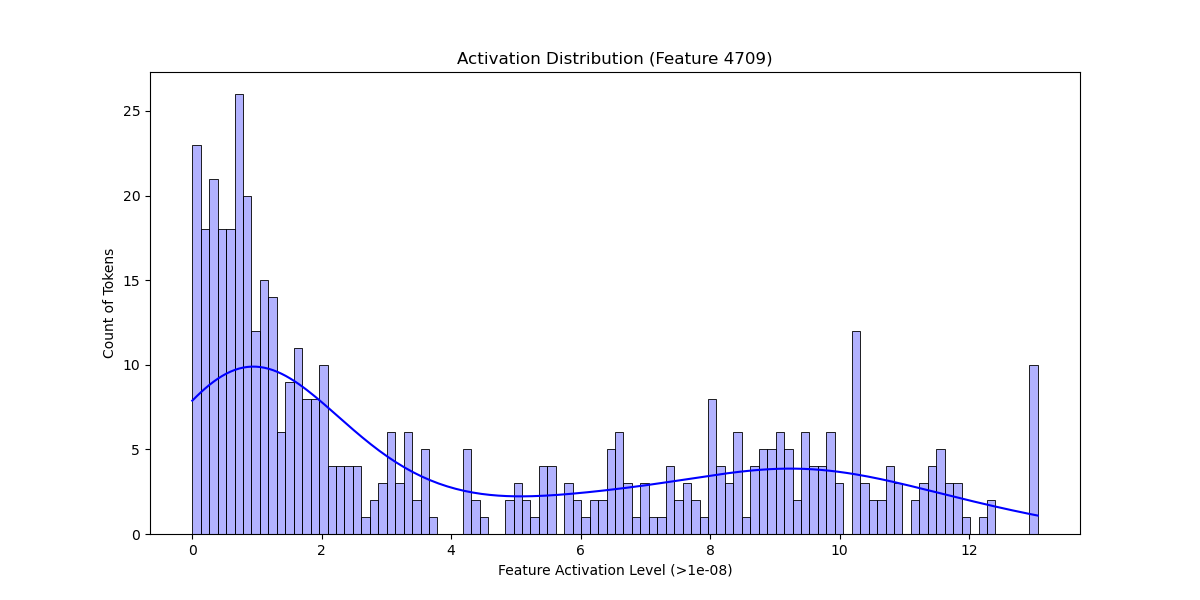 Activation Distribution (Feature 4709)
Count of Tokens
25
20
15
10
5
0
0 2 4 6 8 10 12
Feature Activation Level (>1e-08)